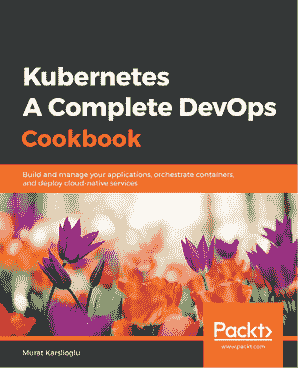 Kubernetes
A Complete DevOps
Cookbook
Build and manage your applications, orchestrate containers,
and deploy cloud-native services
Packt>
www.packt.com
Murat Karslioglu